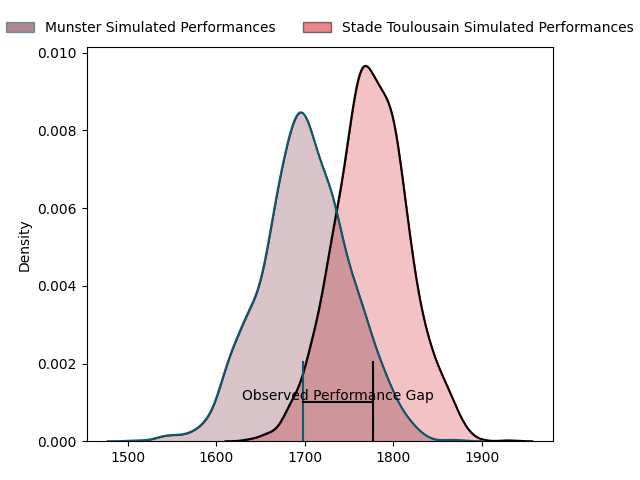 Munster Simulated Performances Stade Toulousain Simulated Performances
0.010
0.008
0.006
0.004
0.002
0.000
Density
Observed Performance Gap
1500 1600 1700 1800 1900